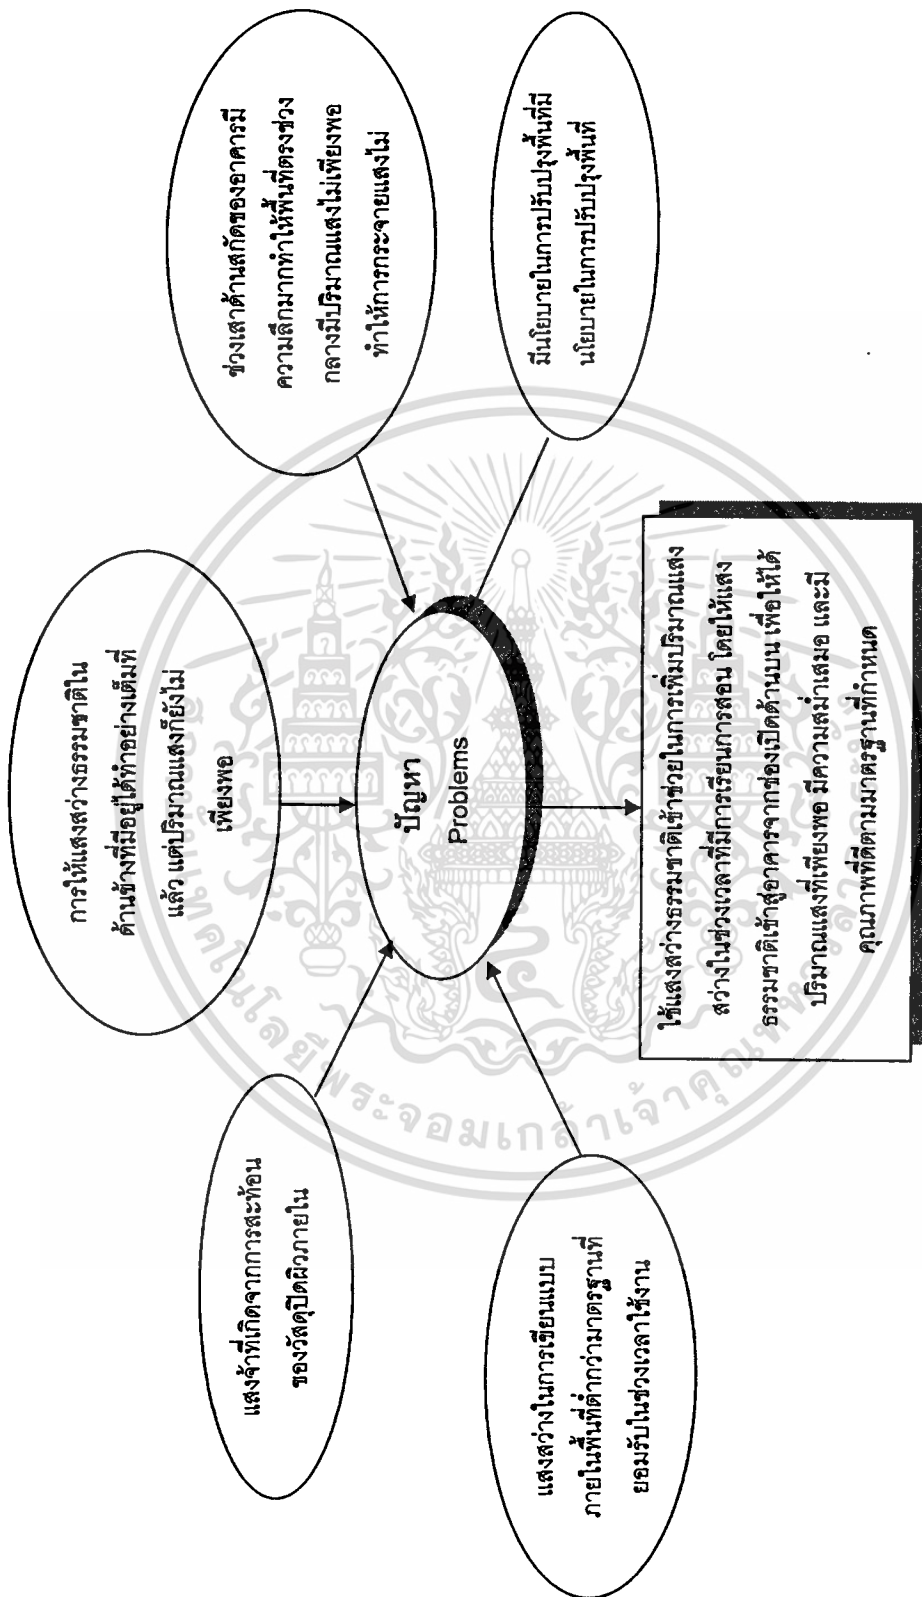 การให้แสงสว่างธรรมชาติใน
ด้านข้างที่มีอยู่ได้ทำอย่างเต็มที่
แล้ว แต่ปริมาณแสงก็ยังไม่
เพียงพอ
แสงจ้าที่เกิดจากการสะท้อน
ของวัสดุปิดผิวภายใน
ช่วงเสาด้านสกัดของอาคารมี
ความลึกมากทำให้พื้นที่ตรงช่วง
กลางมีปริมาณแสงไม่เพียงพอ
ทำให้การกระจายแสงไม่
ปัญหา
Problems
แสงสว่างในการเขียนแบบ
ภายในพื้นที่ต่ำกว่ามาตรฐานที่
ยอมรับในช่วงเวลาใช้งาน
มีนโยบายในการปรับปรุงพื้นที่มี
นโยบายในการปรับปรุงพื้นที่
ใช้แสงสว่างธรรมชาติเข้าช่วยในการเพิ่มปริมาณแสง
สว่างในช่วงเวลาที่มีการเรียนการสอน โดยให้แสง
ธรรมชาติเข้าสู่อาคารจากช่องเปิดด้านบน เพื่อให้ได้
ปริมาณแสงที่เพียงพอ มีความสม่ำเสมอ และมี
คุณภาพที่ดีตามมาตรฐานที่กำหนด